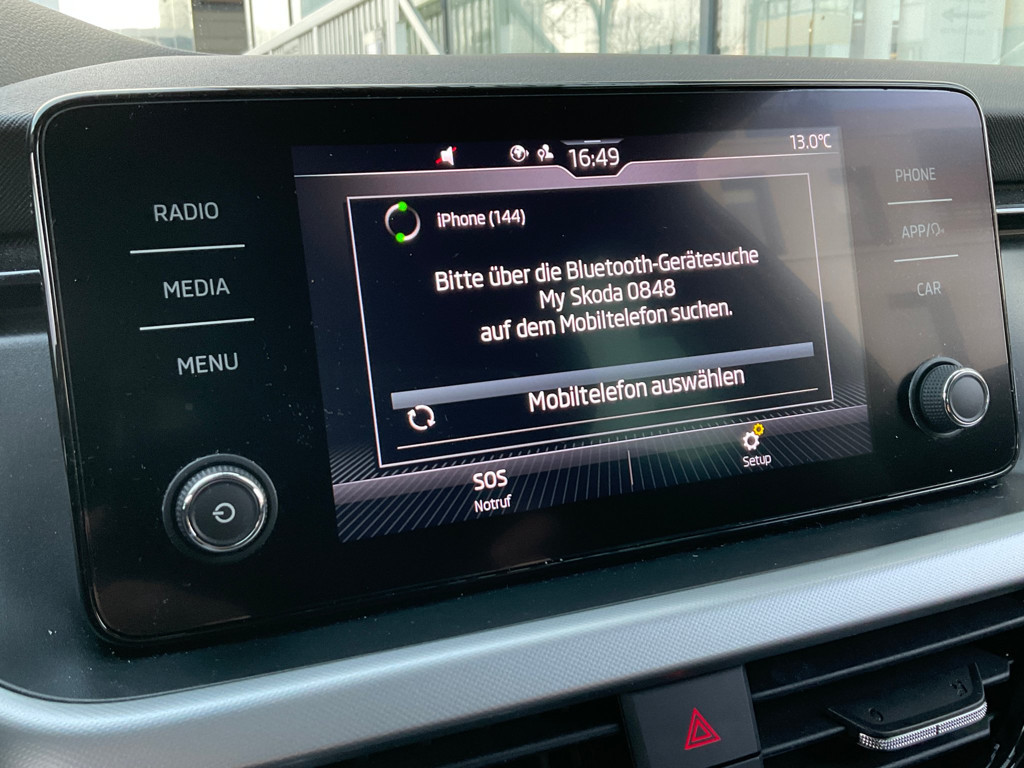 16:49
13.0°C
RADIO
MEDIA
MENU
iPhone (144)
Bitte über die Bluetooth-Gerätesuche
My Skoda 0848
auf dem Mobiltelefon suchen.
Mobiltelefon auswählen
SOS
Notruf
Setup
PHONE
APP/
CAR